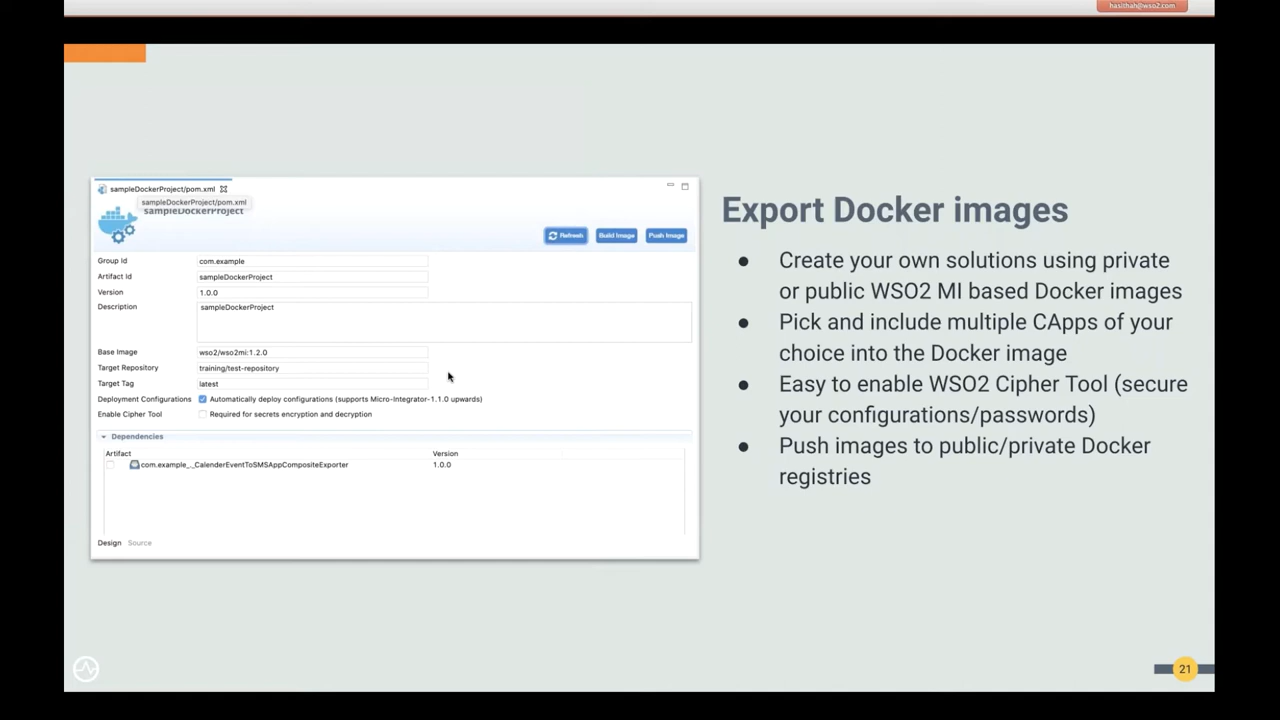 hasithah@wso2.com
sampleDockerProject/pom.xml
sampleDockerProject/pom.xml
sampleDockerProject
Refresh
Build Image
Push Image
Group Id com.example
Artifact Id sampleDockerProject
Version 1.0.0
Description sampleDockerProject
Base Image wso2/wso2mi:1.2.0
Target Repository training/test-repository
Target Tag latest
Deployment Configurations Automatically deploy configurations (supports Micro-Integrator-1.1.0 upwards)
Enable Cipher Tool Required for secrets encryption and decryption
Dependencies
Artifact Version
com.example_._CalenderEventToSMSAppCompositeExporter 1.0.0
Design Source
Export Docker images
● Create your own solutions using private
or public WSO2 MI based Docker images
● Pick and include multiple CApps of your
choice into the Docker image
● Easy to enable WSO2 Cipher Tool (secure
your configurations/passwords)
● Push images to public/private Docker
registries
21